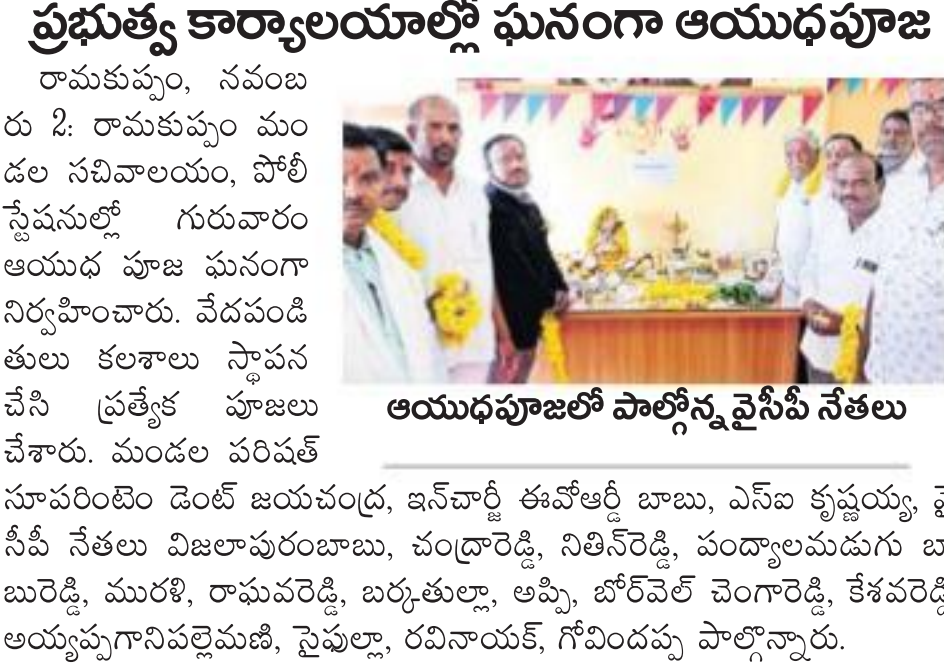 ప్రభుత్వ కార్యాలయాల్లో ఘనంగా ఆయుధపూజ
రామకుప్పం, నవంబ
రు 2: రామకుప్పం మం
డల సచివాలయం, పోలీ
స్టేషనుల్లో గురువారం
ఆయుధ పూజ ఘనంగా
నిర్వహించారు. వేదపండి
తులు కలశాలు స్థాపన
చేసి ప్రత్యేక పూజలు
చేశారు. మండల పరిషత్
ఆయుధపూజలో పాల్గోన్న వైసీపీ నేతలు
సూపరింటెం డెంట్ జయచంద్ర, ఇన్‌చార్జీ ఈవోఆర్డీ బాబు, ఎస్ఐ కృష్ణయ్య, వై
సీపీ నేతలు విజలాపురంబాబు, చంద్రారెడ్డి, నితిన్‌రెడ్డి, పంద్యాలమడుగు బా
బురెడ్డి, మురళి, రాఘవరెడ్డి, బర్కతుల్లా, అప్పి, బోర్‌వెల్ చెంగారెడ్డి, కేశవరెడ్డి
అయ్యప్పగానిపల్లెమణి, సైఫుల్లా, రవినాయక్, గోవిందప్ప పాల్గొన్నారు.